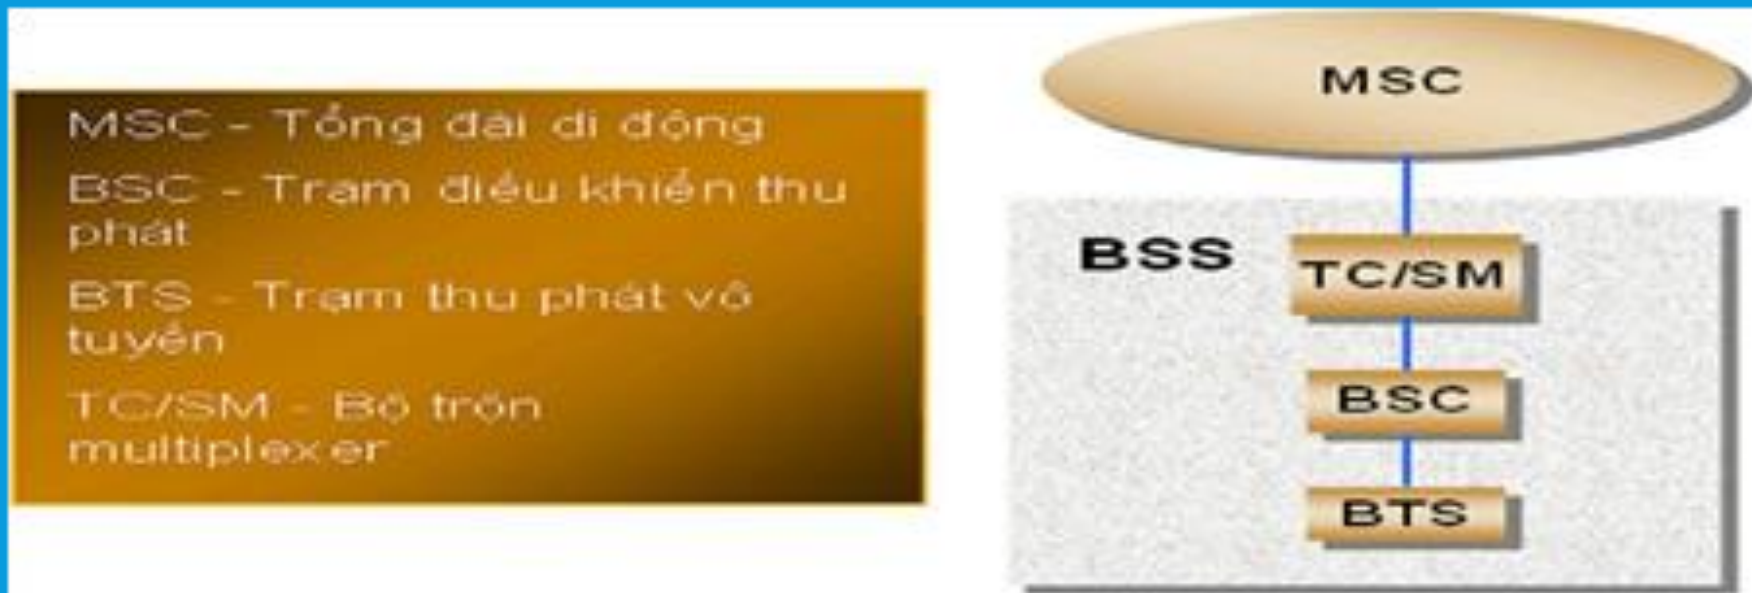 MSC - Tổng đài di động
BSC - Trạm điều khiển thu
phát
BTS - Trạm thu phát vô
tuyến
TC/SM - Bộ trộn
multiplexer
MSC
BSS
TC/SM
BSC
BTS